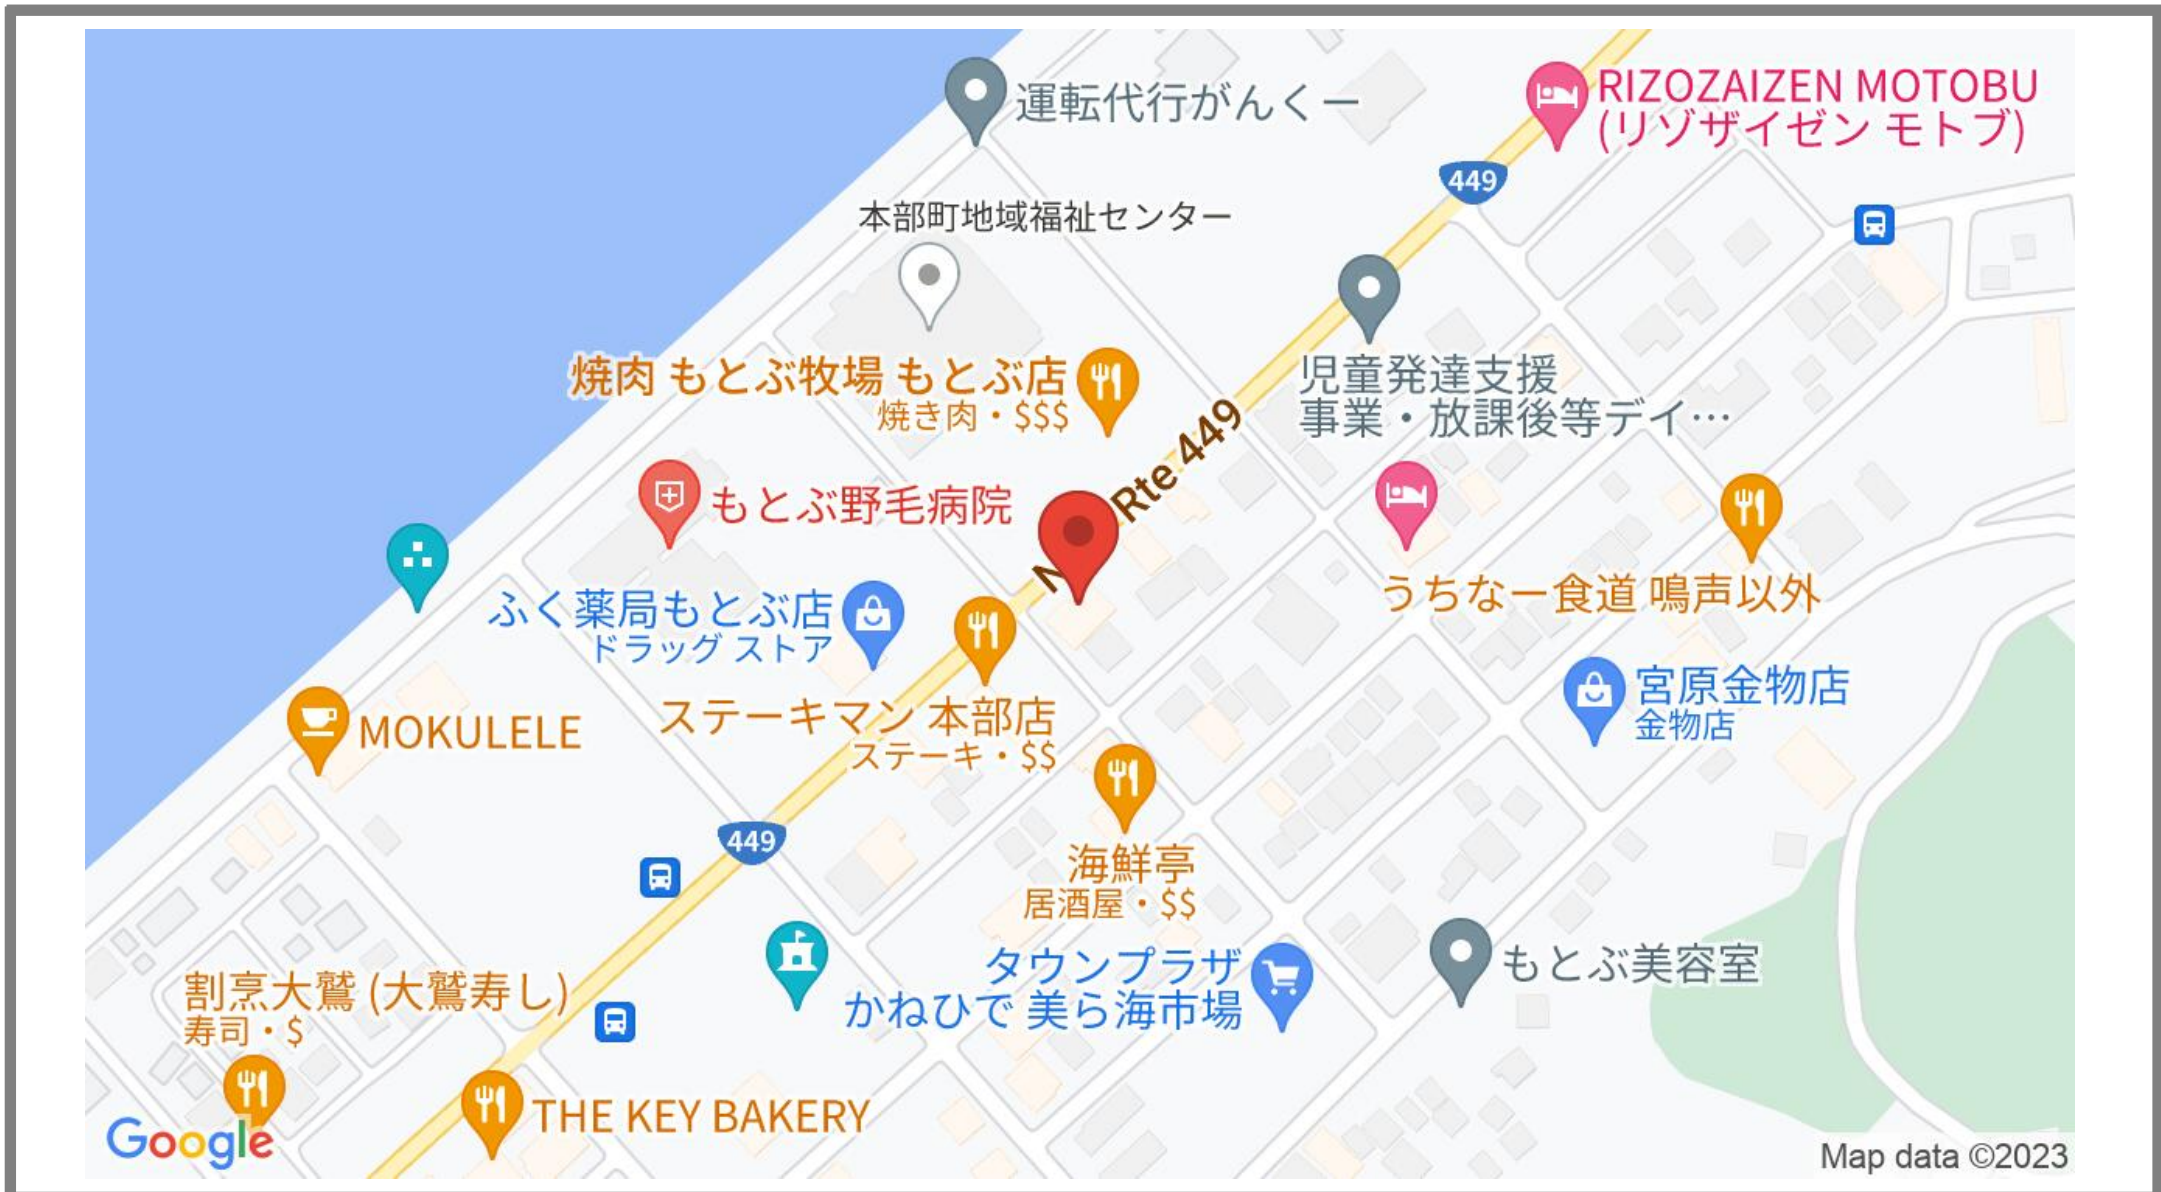 運転代行がんくー
RIZOZAIZEN MOTOBU
(リゾザイゼン モトブ)
449
本部町地域福祉センター
焼肉 もとぶ牧場 もとぶ店
焼き肉・$$$
児童発達支援
事業・放課後等デイ…
Rte 449
もとぶ野毛病院
うちなー食道 鳴声以外
ふく薬局もとぶ店
ドラッグ ストア
宮原金物店
金物店
ステーキマン 本部店
ステーキ・$$
MOKULELE
449
海鮮亭
居酒屋・$$
タウンプラザ
かねひで 美ら海市場
もとぶ美容室
割烹大鷲 (大鷲寿し)
寿司・$
THE KEY BAKERY
Google
Map data ©2023